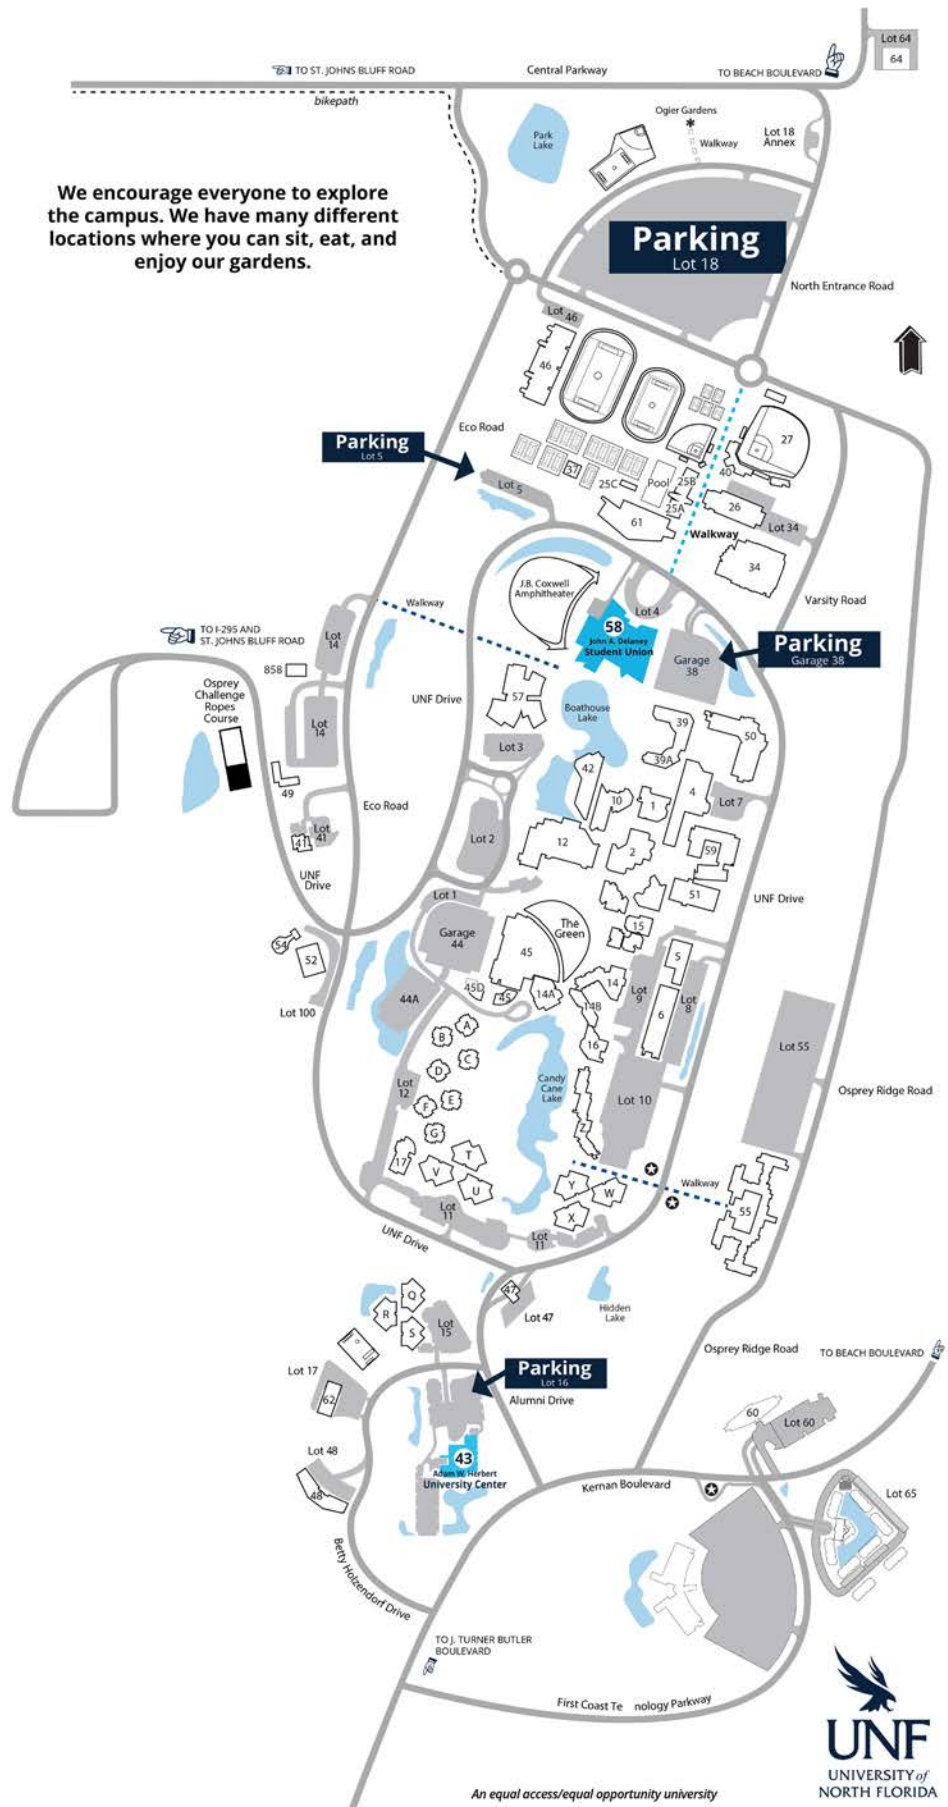 Lot 64
64
TO ST. JOHNS BLUFF ROAD
Central Parkway
TO BEACH BOULEVARD
bikepath
Ogier Gardens
*
Park
Lake
Walkway
Lot 18
Annex
We encourage everyone to explore
the campus. We have many different
locations where you can sit, eat, and
enjoy our gardens.
Parking
Lot 18
North Entrance Road
Lot 46
46
Eco Road
27
Parking
Lot 5
40
37
25C
Pool
25B
Lot 5
25A
26
61
Lot 34
Walkway
34
J.B. Coxwell
Amphitheater
Varsity Road
Walkway
Lot 4
TO I-295 AND
ST. JOHNS BLUFF ROAD
Lot
14
58
John A. Delaney
Student Union
Parking
Garage 38
Garage
38
858
Osprey
Challenge
Ropes
Course
UNF Drive
57
Boathouse
Lake
39
50
Lot
14
Lot 3
39A
42
49
10
1
4
Lot 7
Eco Road
Lot
41
41
Lot 2
12
2
59
UNF
Drive
Lot 1
51
UNF Drive
The
Green
15
Garage
44
45
54
52
5
45D
45
14A
14
14B
Lot
9
Lot
8
44A
Lot 100
6
A
B
16
Lot 55
C
D
Candy
Cane
Lake
Lot
12
Osprey Ridge Road
E
F
Lot 10
G
Z
17
T
V
U
Y
W
Walkway
X
55
Lot
11
Lot
11
UNF Drive
47
Lot 47
Hidden
Lake
Q
R
S
Lot
15
Osprey Ridge Road
TO BEACH BOULEVARD
Lot 17
Parking
Lot 16
62
Alumni Drive
60
Lot 60
Lot 48
43
Adam W. Herbert
University Center
48
Kernan Boulevard
Lot 65
Betty Holzendorf Drive
TO J. TURNER BUTLER
BOULEVARD
First Coast Te nology Parkway
UNF
UNIVERSITY of
NORTH FLORIDA
An equal access/equal opportunity university